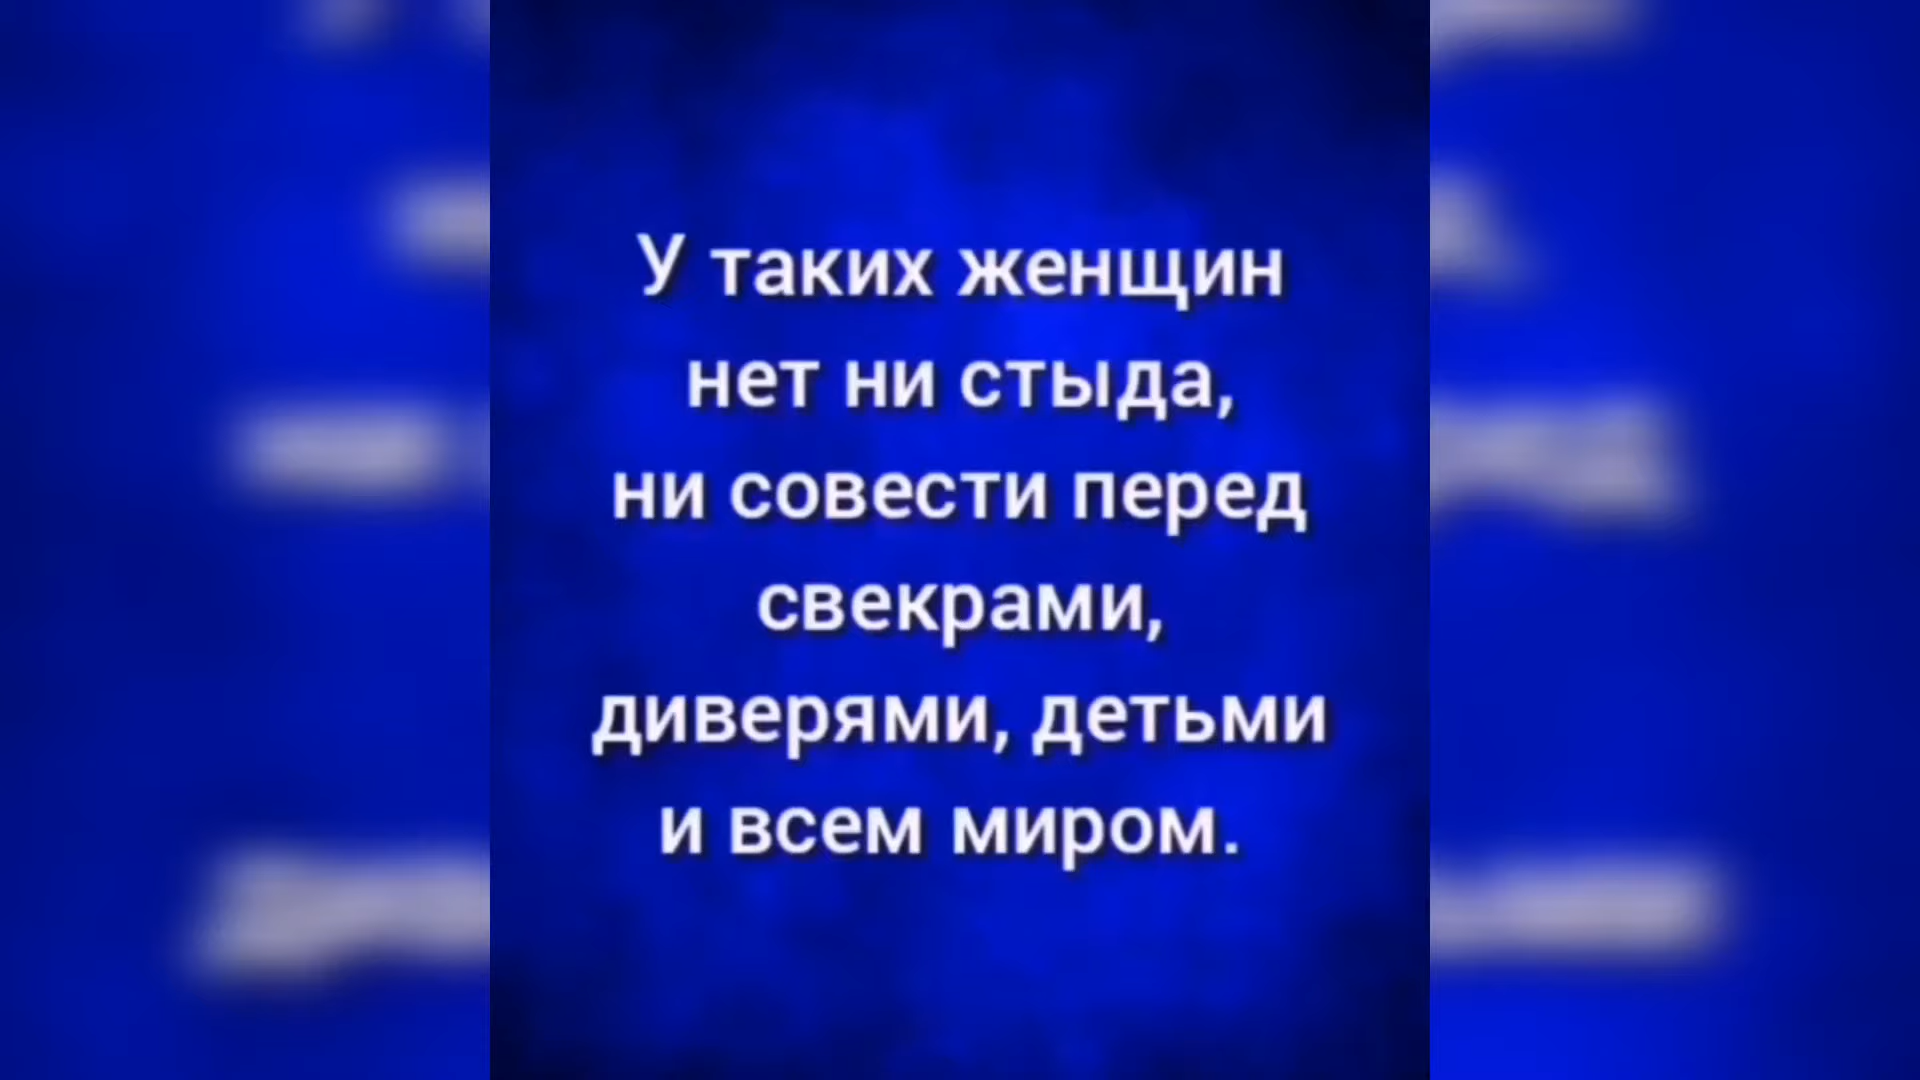 У таких женщин
нет ни стыда,
ни совести перед
свекрами,
диверями, детьми
и всем миром.